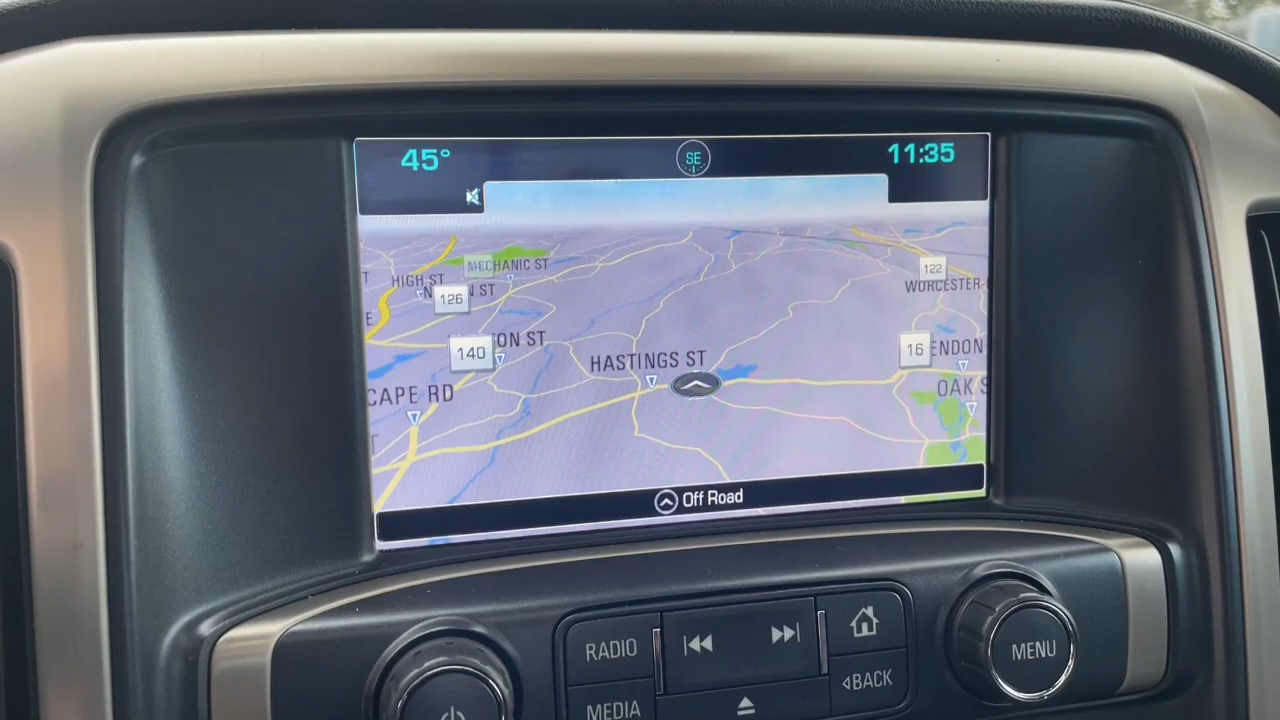 45°
SE
11:35
MECHANIC ST
HIGH ST
122
126
ST
WORCESTER
140
ON ST
HASTINGS ST
16
ENDON
CAPE RD
OAK S
Off Road
RADIO
MENU
BACK
MEDIA